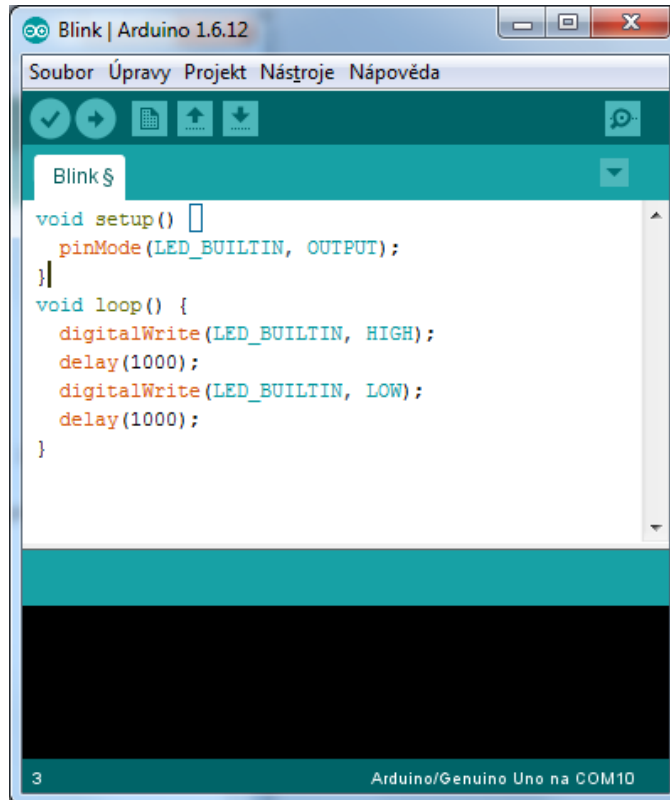 Blink | Arduino 1.6.12
Soubor Úpravy Projekt Nástroje Nápověda
Blink §
void setup() {
  pinMode(LED_BUILTIN, OUTPUT);
}
void loop() {
  digitalWrite(LED_BUILTIN, HIGH);
  delay(1000);
  digitalWrite(LED_BUILTIN, LOW);
  delay(1000);
}
3 Arduino/Genuino Uno na COM10